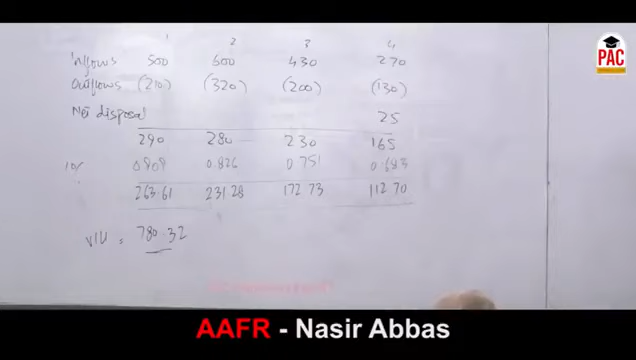 1 2 3 4
Inflows 500 600 430 270
Outflows (210) (320) (200) (130)
Net disposal 25
290 280 230 165
10% 0.909 0.826 0.751 0.683
263.61 231.28 172.73 112.70
VIU = 780.32
PAC
AAFR - Nasir Abbas